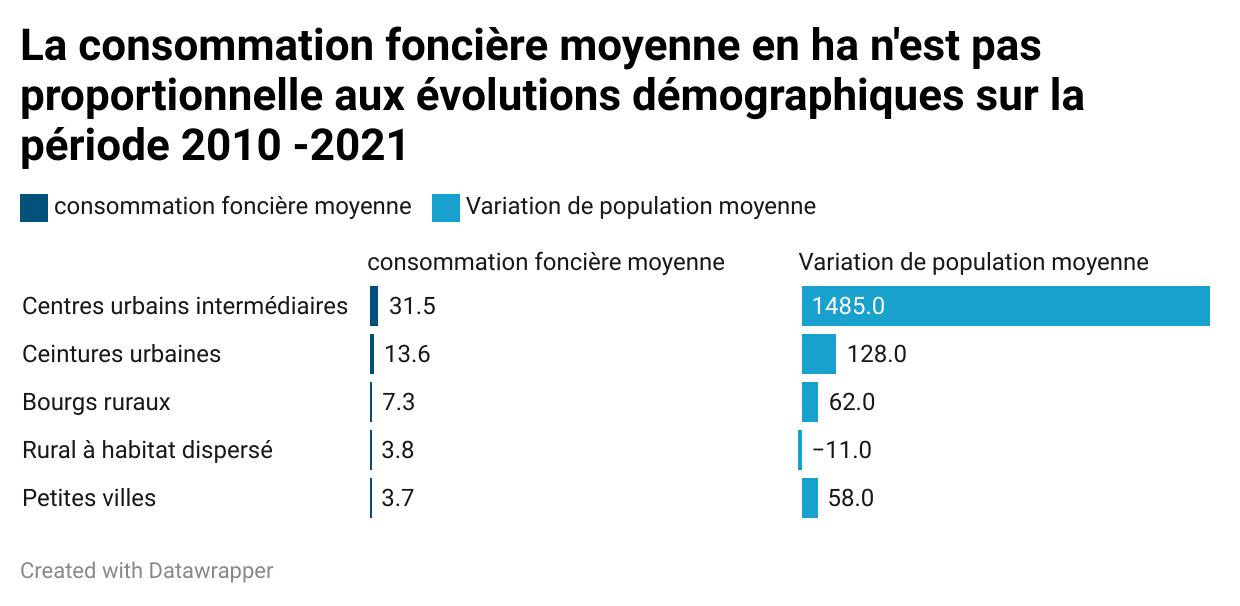 La consommation foncière moyenne en ha n'est pas
proportionnelle aux évolutions démographiques sur la
période 2010 -2021
consommation foncière moyenne Variation de population moyenne
consommation foncière moyenne Variation de population moyenne
Centres urbains intermédiaires 31.5 1485.0
Ceintures urbaines 13.6 128.0
Bourgs ruraux 7.3 62.0
Rural à habitat dispersé 3.8 −11.0
Petites villes 3.7 58.0
Created with Datawrapper